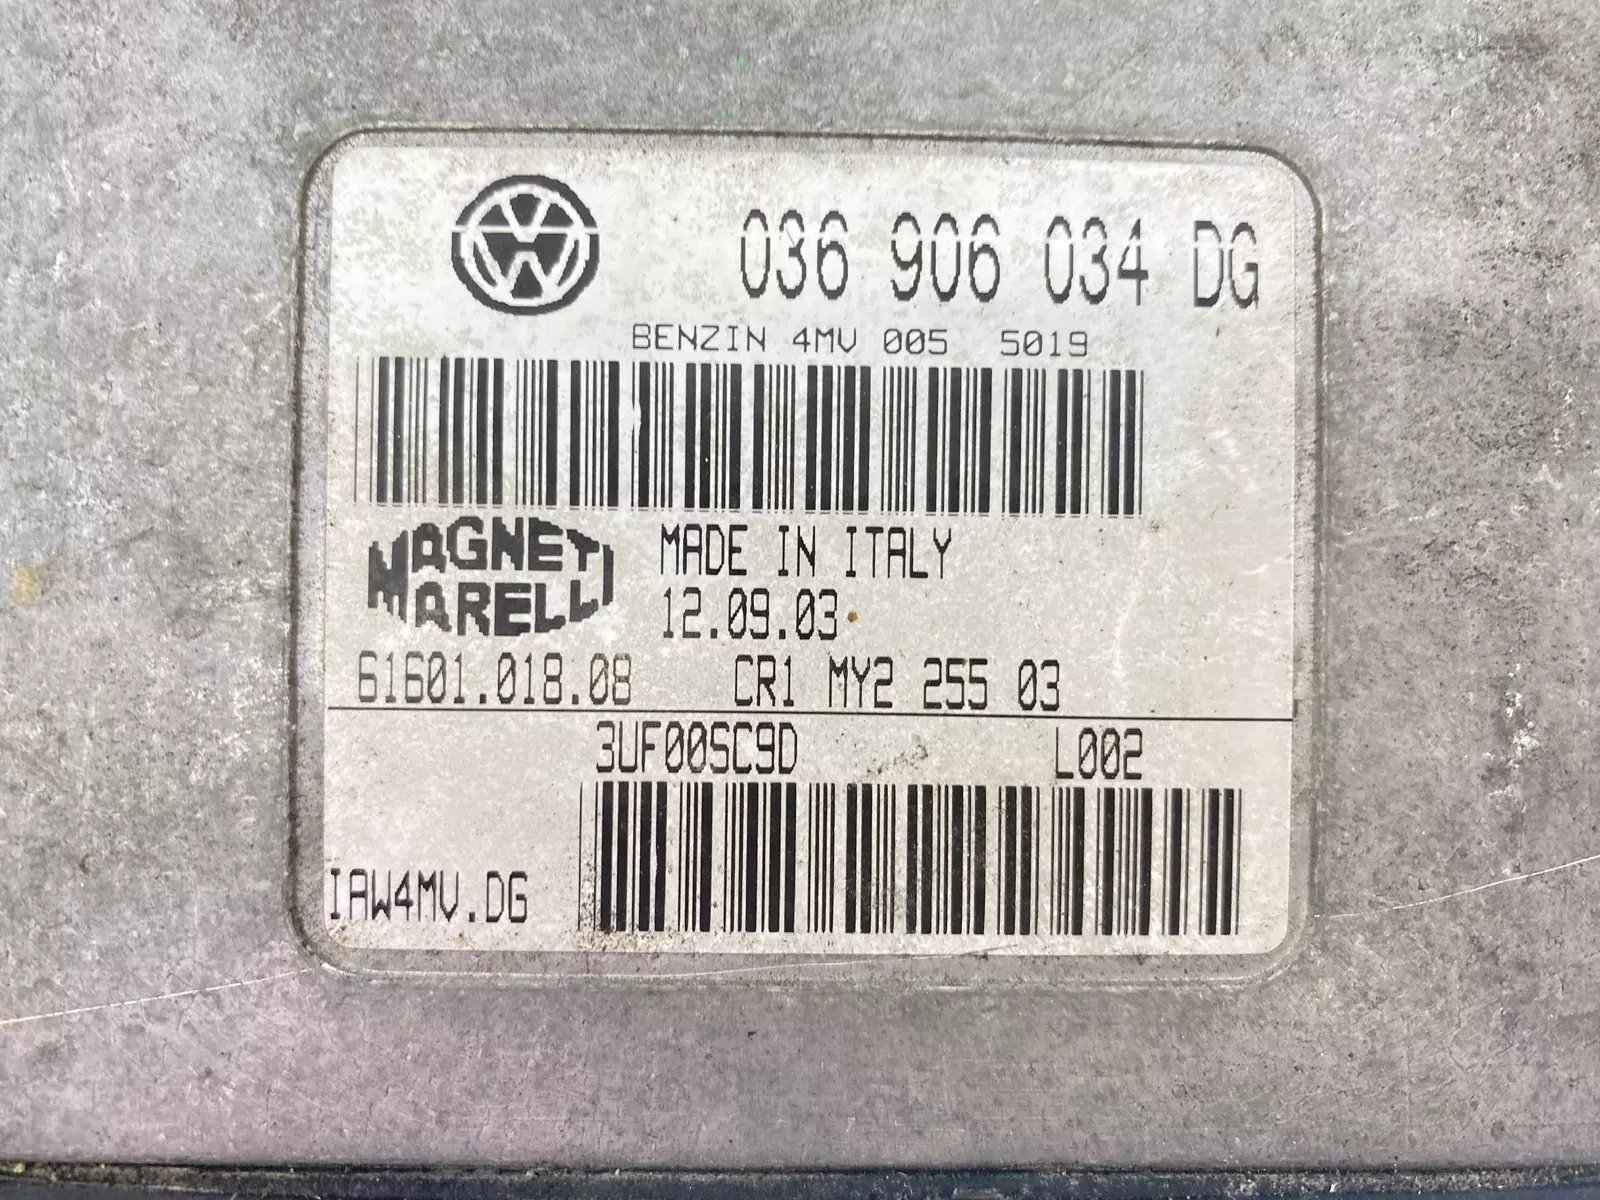 036 906 034 DG
BENZIN 4MV 005 5019
MAGNETI MARELLI
MADE IN ITALY
12.09.03
61601.018.08 CR1 MY2 255 03
3UF00SC9D L002
IAW4MV.DG